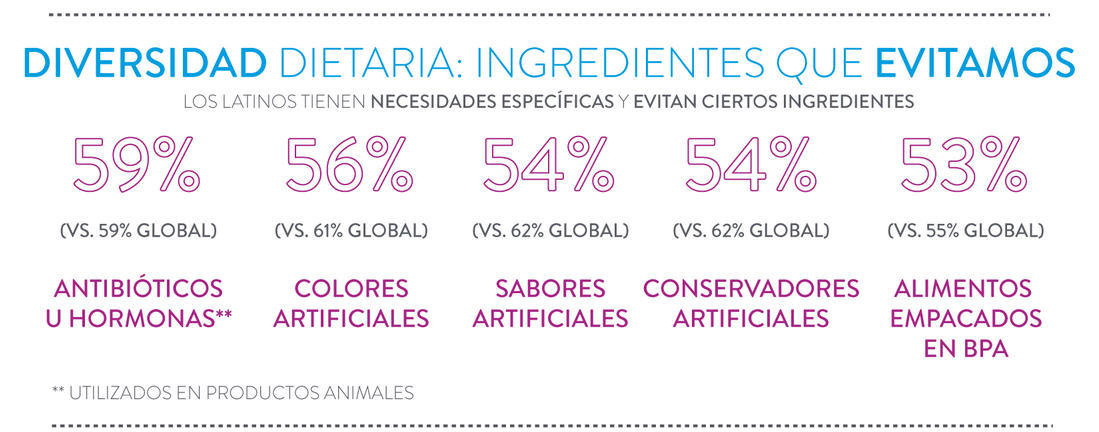 DIVERSIDAD DIETARIA: INGREDIENTES QUE EVITAMOS
LOS LATINOS TIENEN NECESIDADES ESPECÍFICAS Y EVITAN CIERTOS INGREDIENTES
59% 56% 54% 54% 53%
(VS. 59% GLOBAL) (VS. 61% GLOBAL) (VS. 62% GLOBAL) (VS. 62% GLOBAL) (VS. 55% GLOBAL)
ANTIBIÓTICOS COLORES SABORES CONSERVADORES ALIMENTOS
U HORMONAS** ARTIFICIALES ARTIFICIALES ARTIFICIALES EMPACADOS
EN BPA
** UTILIZADOS EN PRODUCTOS ANIMALES